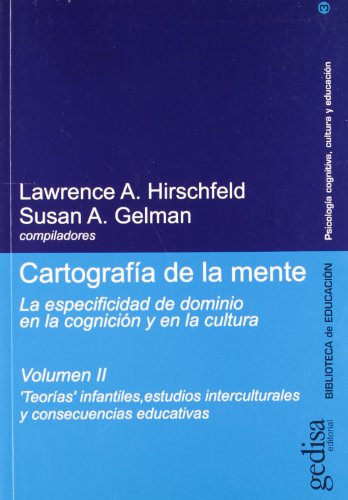 Lawrence A. Hirschfeld
Susan A. Gelman
compiladores
Cartografía de la mente
La especificidad de dominio
en la cognición y en la cultura
Volumen II
'Teorías' infantiles,estudios interculturales
y consecuencias educativas
Psicología cognitiva, cultura y educación
BIBLIOTECA de EDUCACIÓN
gedisa
editorial